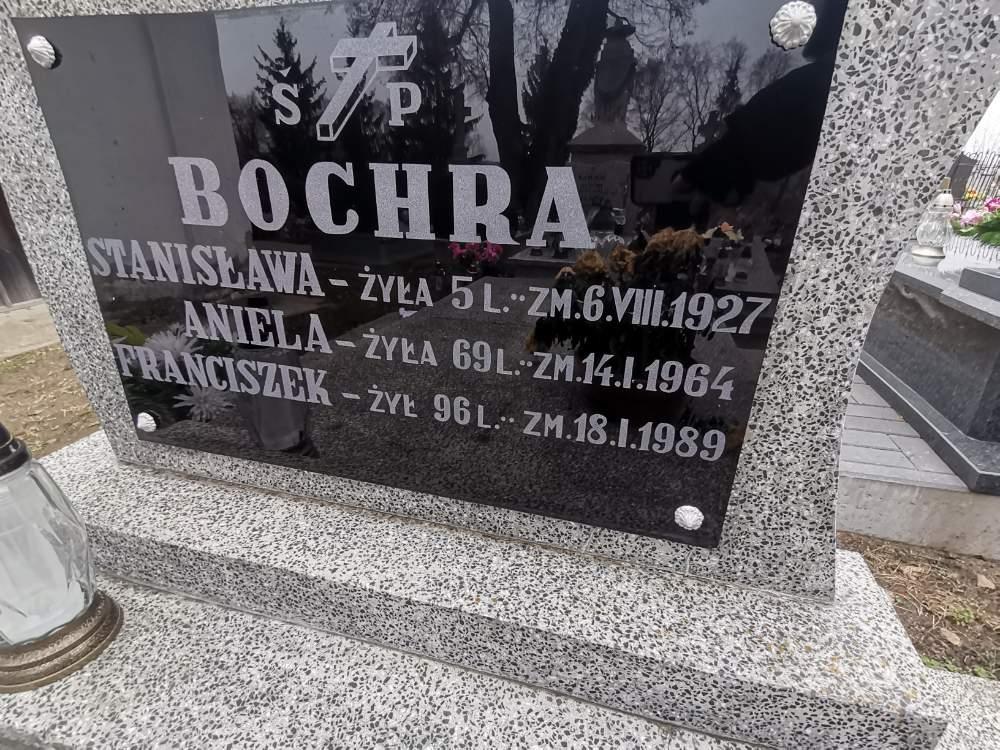 Ś P
BOCHRA
STANISŁAWA – ŻYŁA 5 L. ZM. 6.VIII.1927
ANIELA – ŻYŁA 69 L. ZM. 14.I.1964
FRANCISZEK – ŻYŁ 96 L. ZM. 18.I.1989